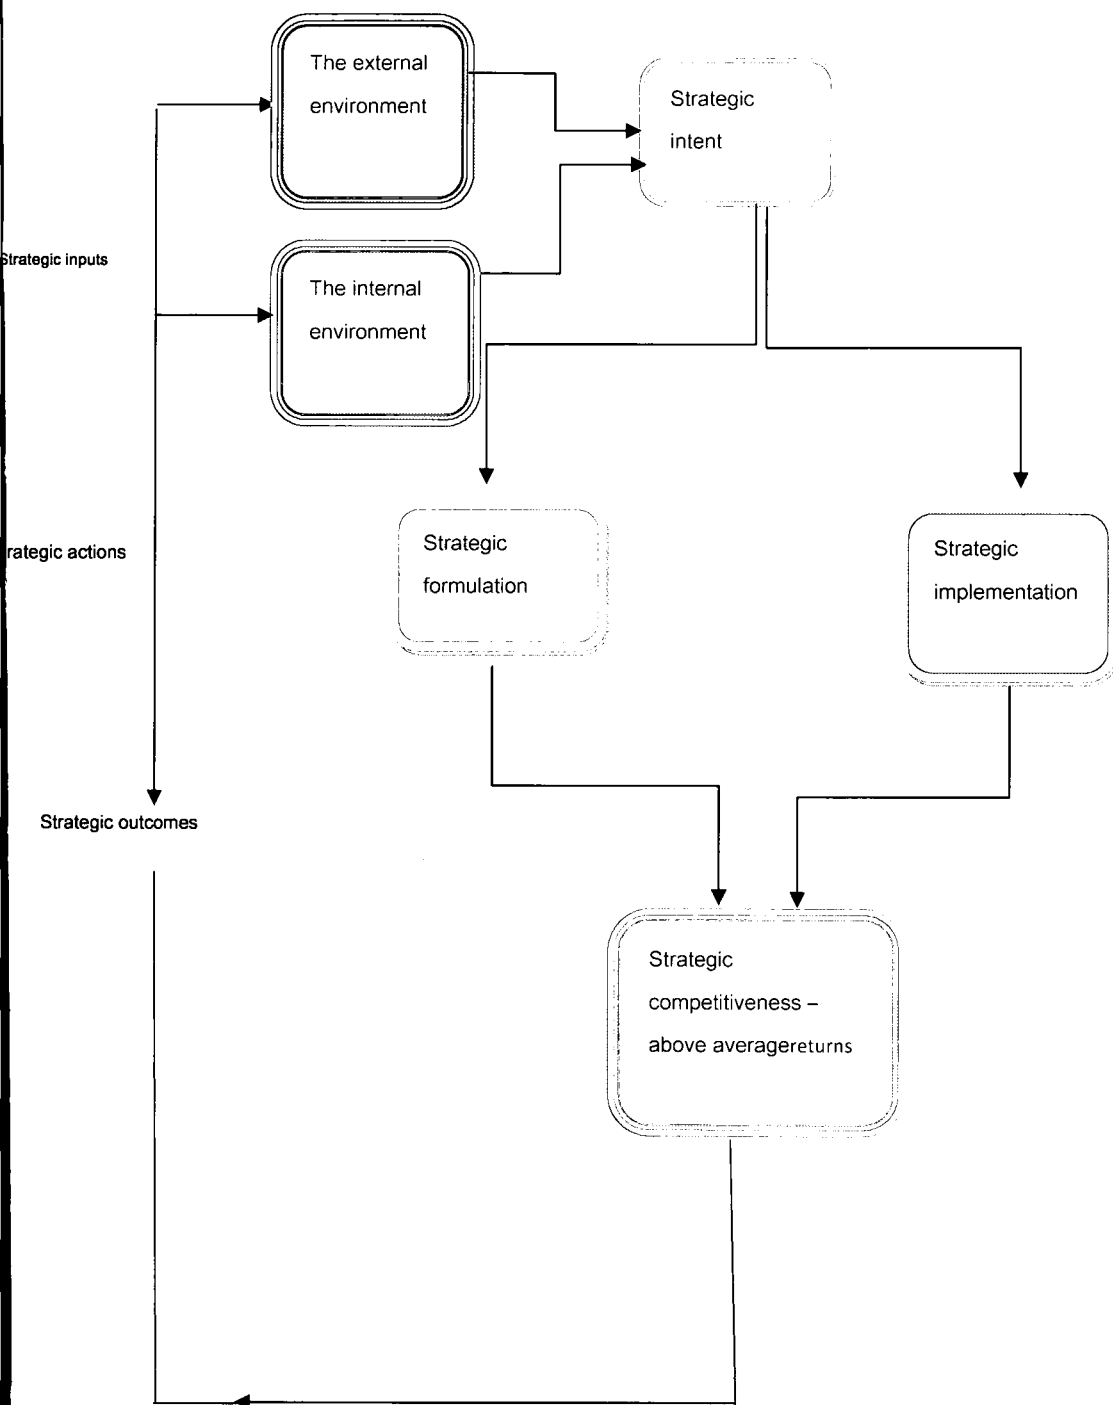 The external
environment
Strategic
intent
Strategic inputs
The internal
environment
Strategic
formulation
rategic actions
Strategic
implementation
Strategic outcomes
Strategic
competitiveness –
above averagereturns